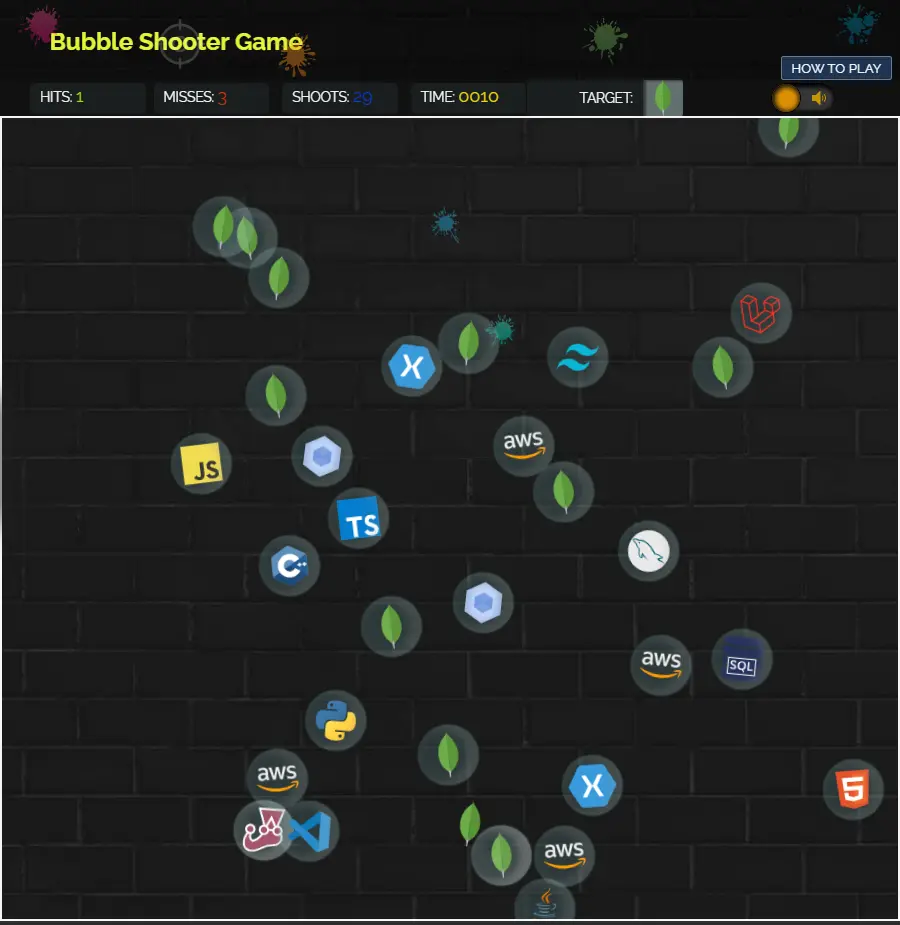 Bubble Shooter Game
HOW TO PLAY
HITS: 1
MISSES: 3
SHOOTS: 29
TIME: 0010
TARGET:
X
aws
JS
TS
C++
aws
SQL
aws
X
5
aws